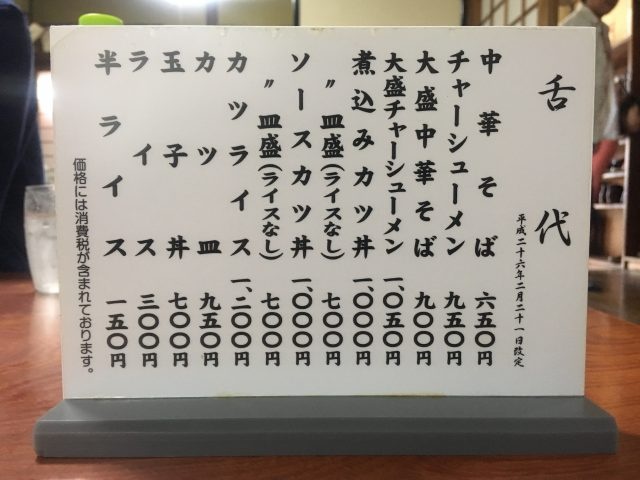 舌代
平成二十六年二月二十一日改定
中華そば 六五〇円
チャーシューメン 九五〇円
大盛中華そば 九〇〇円
大盛チャーシューメン 一、〇五〇円
煮込みカツ丼 一、〇〇〇円
〃 皿盛(ライスなし) 七〇〇円
ソースカツ丼 一、〇〇〇円
〃 皿盛(ライスなし) 七〇〇円
カツライス 一、二〇〇円
カツ皿 九五〇円
玉子丼 七〇〇円
ライス 三〇〇円
半ライス 一五〇円
価格には消費税が含まれております。